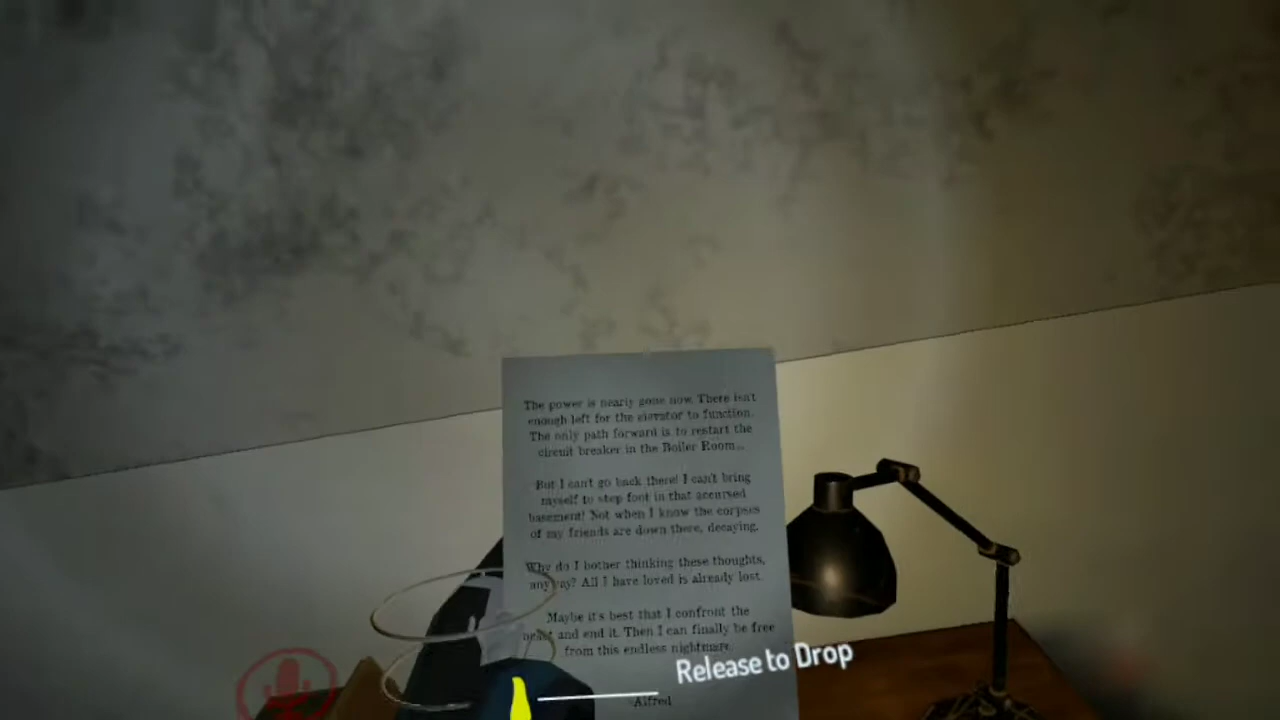 The power is nearly gone now. There isn't
enough left for the elevator to function.
The only path forward is to restart the
circuit breaker in the Boiler Room...
But I can't go back there! I can't bring
myself to step foot in that accursed
basement! Not when I know the corpses
of my friends are down there, decaying.
Why do I bother thinking these thoughts,
anyway? All I have loved is already lost.
Maybe it's best that I confront the
beast and end it. Then I can finally be free
from this endless nightmare.
-Alfred
Release to Drop